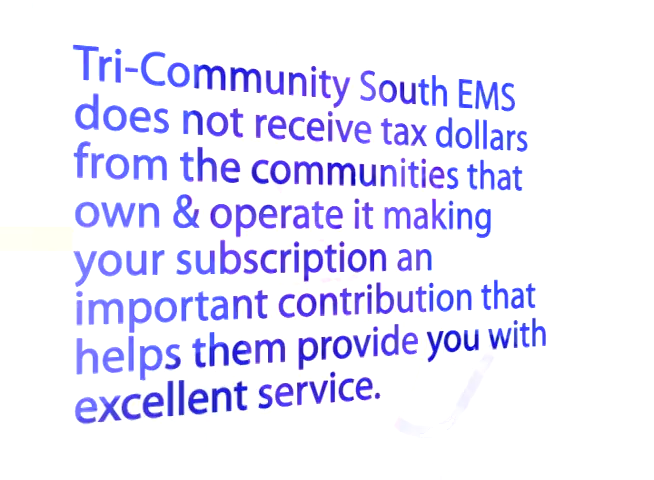 Tri-Community South EMS
does not receive tax dollars
from the communities that
own & operate it making
your subscription an
important contribution that
helps them provide you with
excellent service.